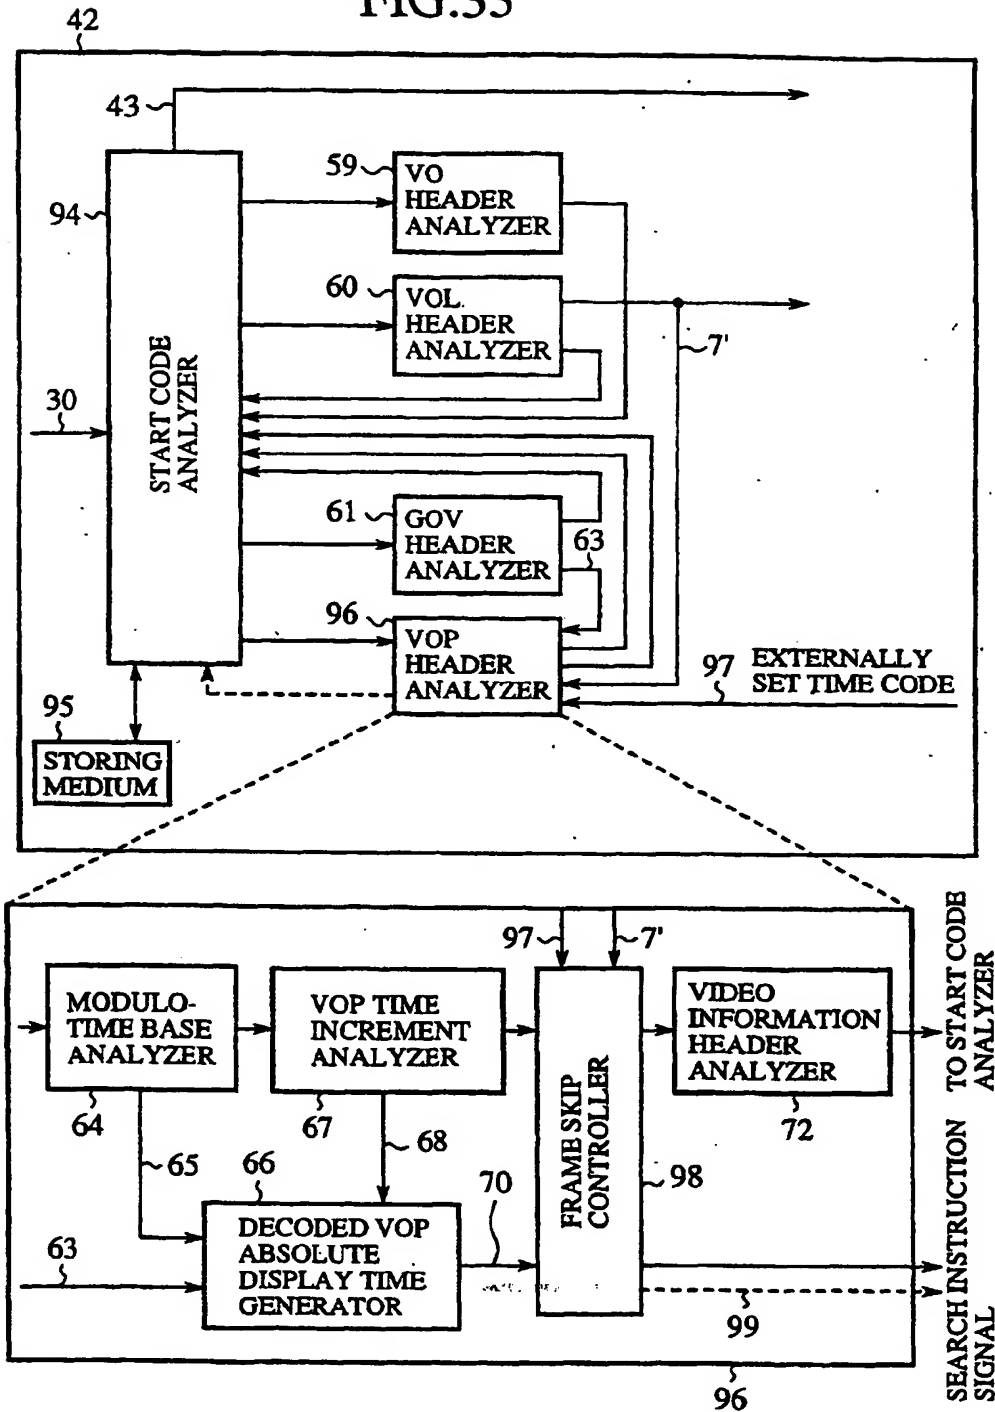 FIG.35
42
43
94
59
VO
HEADER
ANALYZER
60
VOL
HEADER
ANALYZER
7'
START CODE
ANALYZER
30
61
GOV
HEADER
ANALYZER
63
96
VOP
HEADER
ANALYZER
97
EXTERNALLY
SET TIME CODE
95
STORING
MEDIUM
97
7'
MODULO-
TIME BASE
ANALYZER
64
VOP TIME
INCREMENT
ANALYZER
67
FRAME SKIP
CONTROLLER
98
VIDEO
INFORMATION
HEADER
ANALYZER
72
TO START CODE
ANALYZER
65
66
68
70
63
DECODED VOP
ABSOLUTE
DISPLAY TIME
GENERATOR
99
SEARCH INSTRUCTION
SIGNAL
96